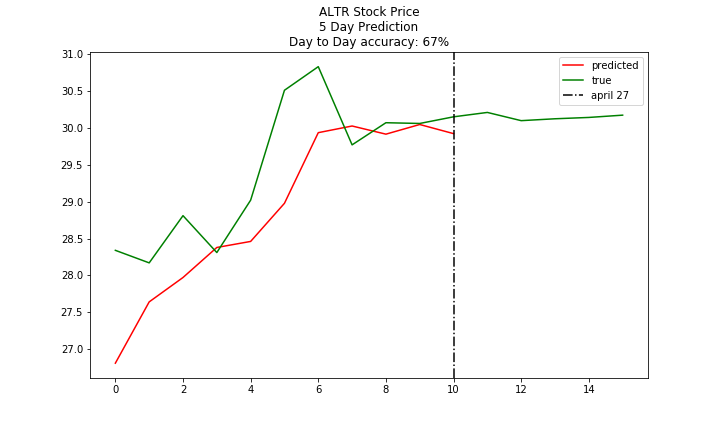 ALTR Stock Price
5 Day Prediction
Day to Day accuracy: 67%
31.0
30.5
30.0
29.5
29.0
28.5
28.0
27.5
27.0
0 2 4 6 8 10 12 14
predicted
true
april 27